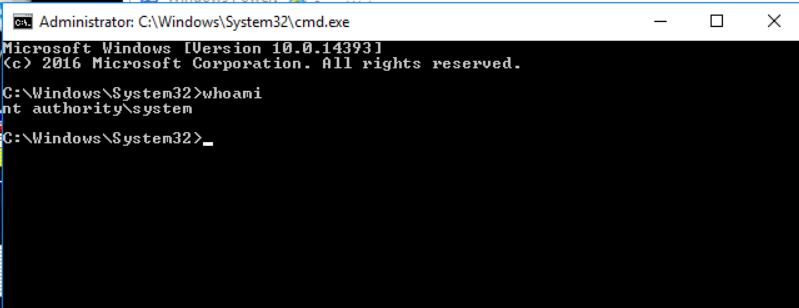 Administrator: C:\Windows\System32\cmd.exe
Microsoft Windows [Version 10.0.14393]
(c) 2016 Microsoft Corporation. All rights reserved.
C:\Windows\System32>whoami
nt authority\system
C:\Windows\System32>